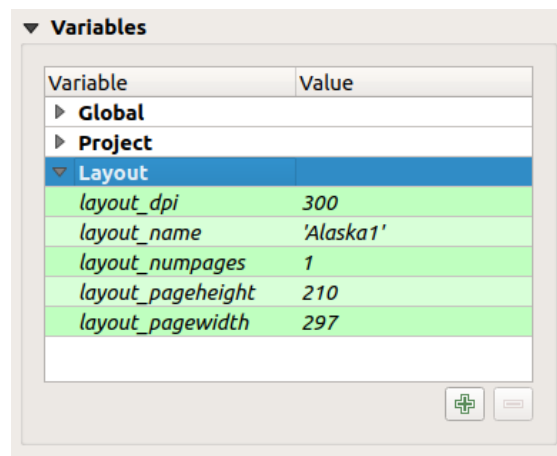 Variables
Variable Value
Global
Project
Layout
layout_dpi 300
layout_name 'Alaska1'
layout_numpages 1
layout_pageheight 210
layout_pagewidth 297